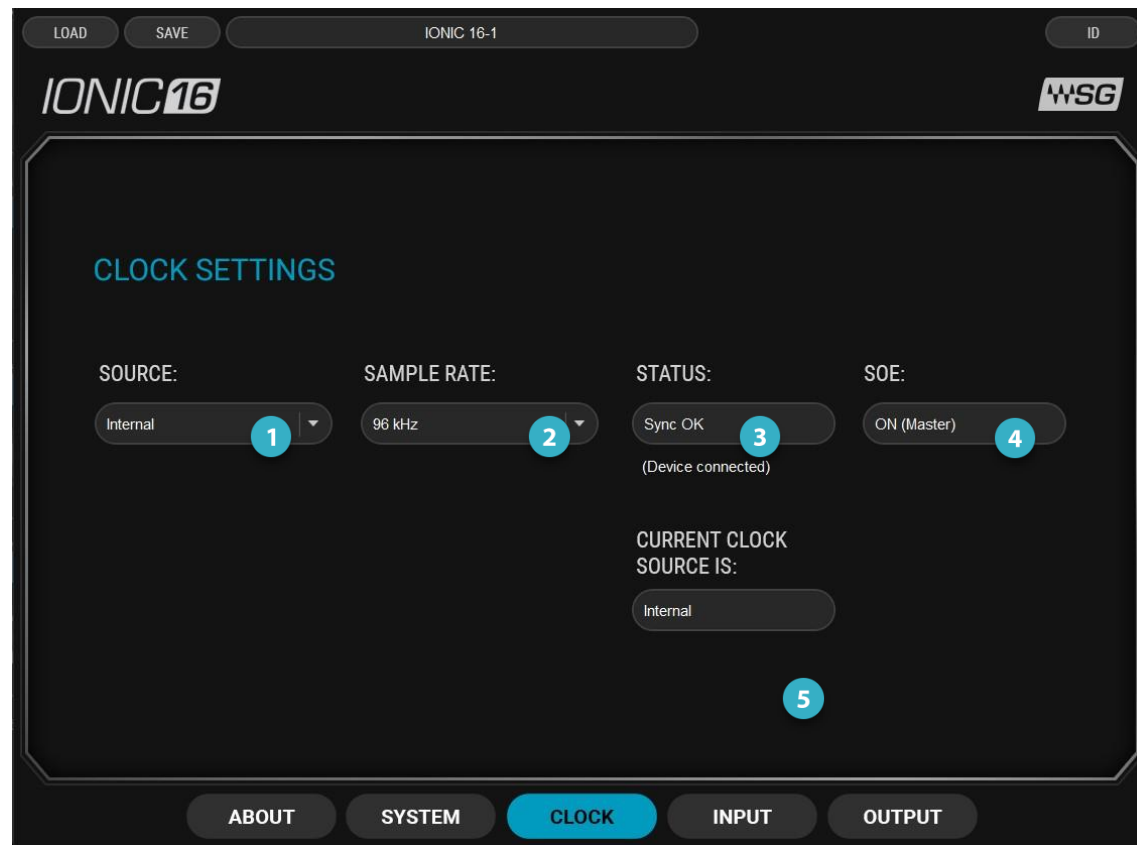 LOAD SAVE IONIC 16-1 ID
IONIC 16 WSG
CLOCK SETTINGS
SOURCE: SAMPLE RATE: STATUS: SOE:
Internal 1 96 kHz 2 Sync OK 3 ON (Master) 4
(Device connected)
CURRENT CLOCK
SOURCE IS:
Internal
5
ABOUT SYSTEM CLOCK INPUT OUTPUT